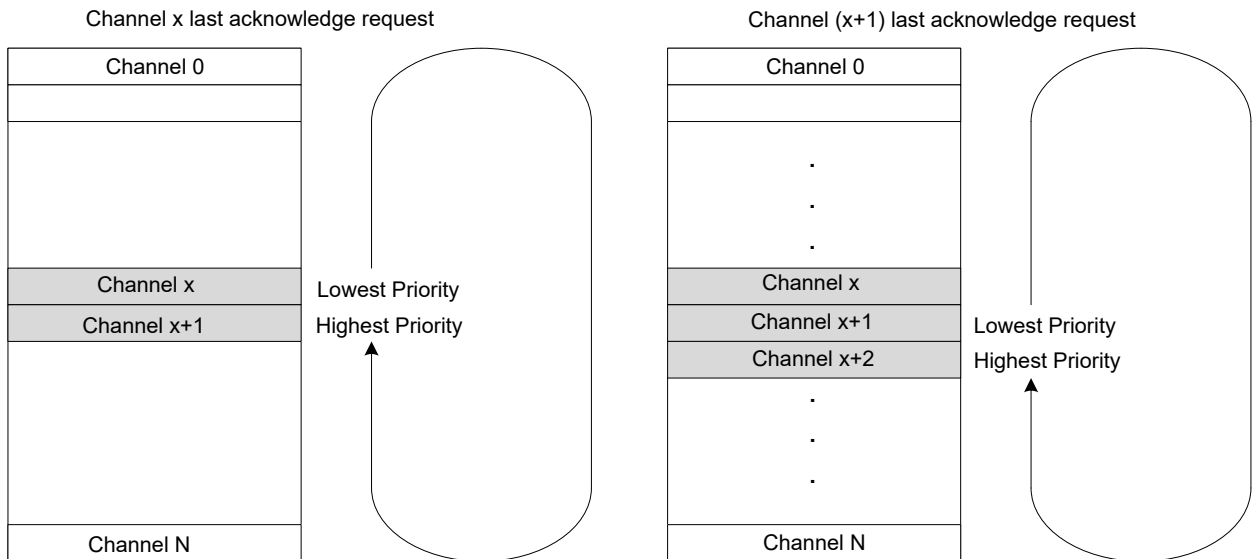 Channel x last acknowledge request
Channel 0
Channel x
Lowest Priority
Channel x+1
Highest Priority
Channel N
Channel (x+1) last acknowledge request
Channel 0
.
.
.
Channel x
Channel x+1
Lowest Priority
Channel x+2
Highest Priority
.
.
.
Channel N